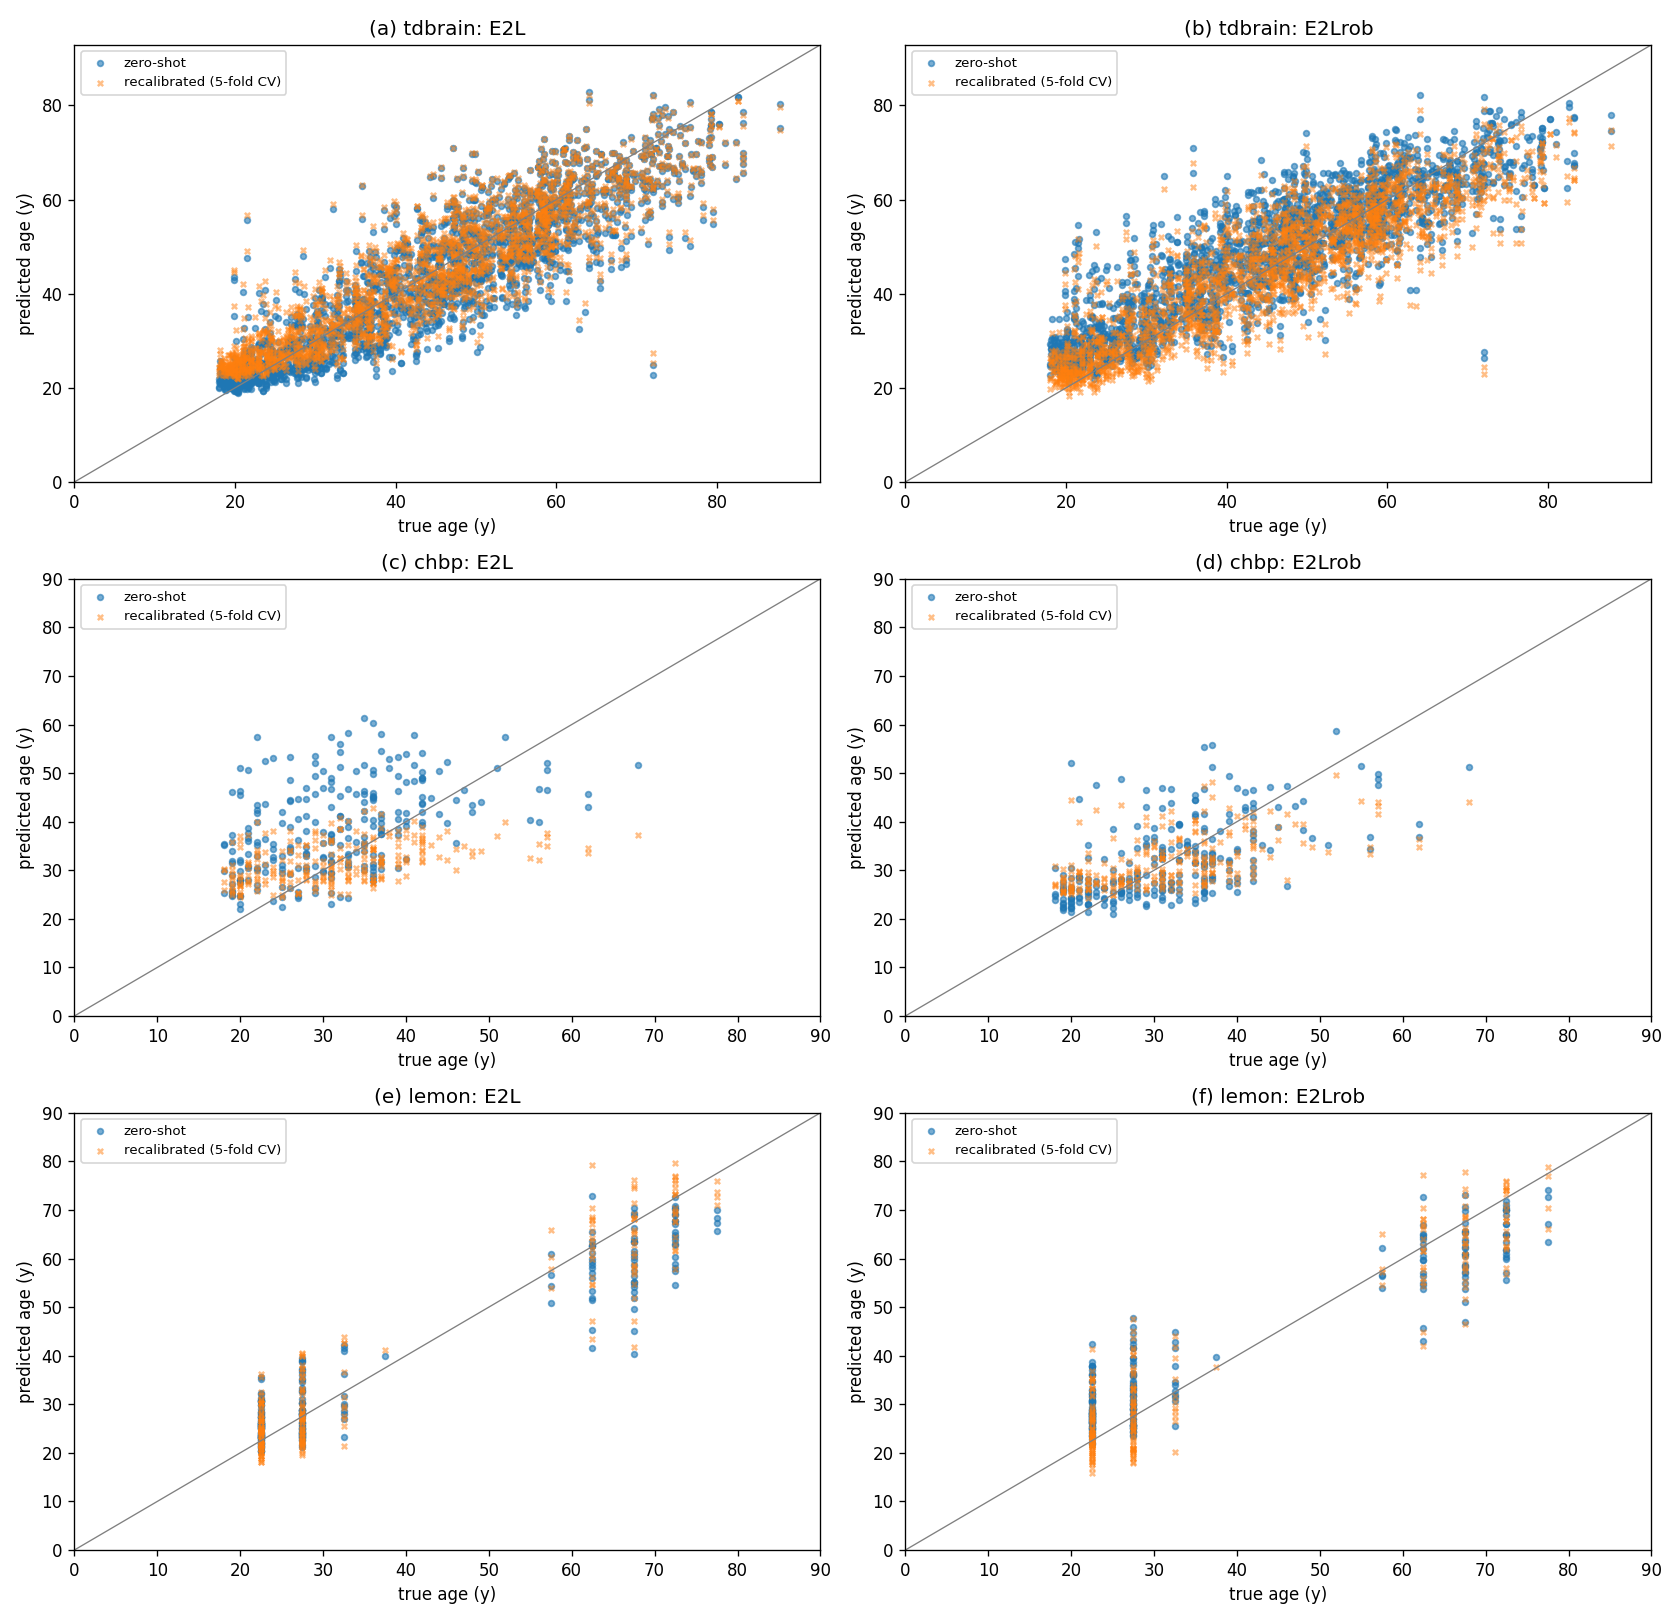 (a) tdbrain: E2L
zero-shot
recalibrated (5-fold CV)
predicted age (y)
80
60
40
20
0
0 20 40 60 80
true age (y)
(b) tdbrain: E2Lrob
zero-shot
recalibrated (5-fold CV)
predicted age (y)
80
60
40
20
0
0 20 40 60 80
true age (y)
(c) chbp: E2L
zero-shot
recalibrated (5-fold CV)
predicted age (y)
90
80
70
60
50
40
30
20
10
0
0 10 20 30 40 50 60 70 80 90
true age (y)
(d) chbp: E2Lrob
zero-shot
recalibrated (5-fold CV)
predicted age (y)
90
80
70
60
50
40
30
20
10
0
0 10 20 30 40 50 60 70 80 90
true age (y)
(e) lemon: E2L
zero-shot
recalibrated (5-fold CV)
predicted age (y)
90
80
70
60
50
40
30
20
10
0
0 10 20 30 40 50 60 70 80 90
true age (y)
(f) lemon: E2Lrob
zero-shot
recalibrated (5-fold CV)
predicted age (y)
90
80
70
60
50
40
30
20
10
0
0 10 20 30 40 50 60 70 80 90
true age (y)